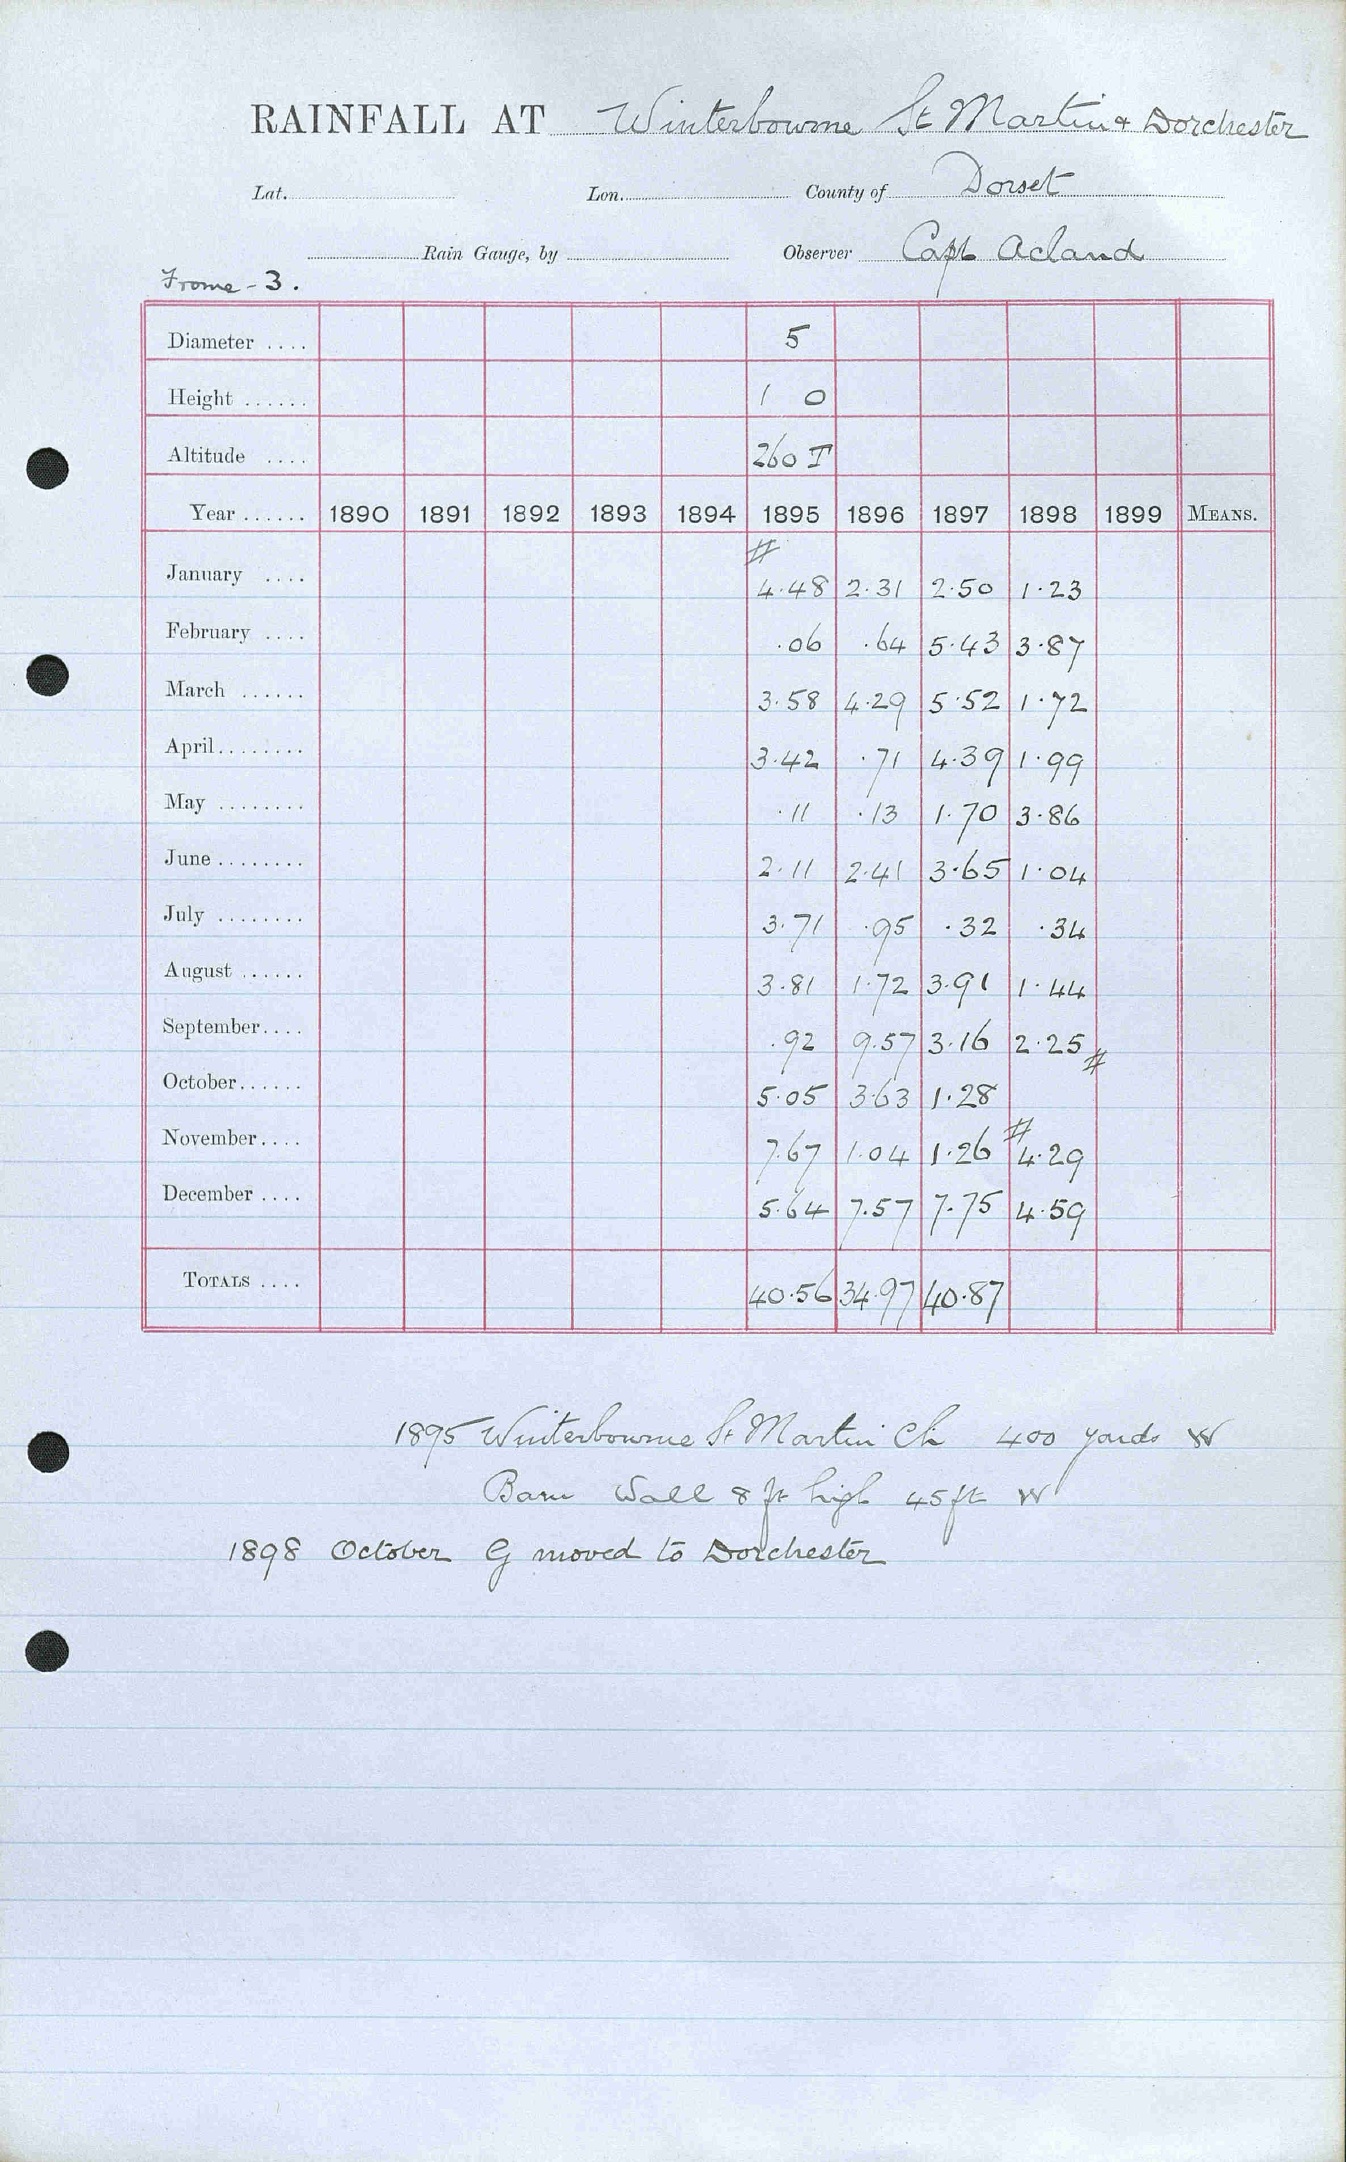 RAINFALL AT Winterbourne St Martin & Dorchester
Lat. Lon. County of Dorset
Rain Gauge, by Observer Capt Acland
Frome - 3.
Diameter .... 5
Height ...... 1 0
Altitude .... 260 T
Year ...... 1890 1891 1892 1893 1894 1895 1896 1897 1898 1899 MEANS.
#
January .... 4.48 2.31 2.50 1.23
February .... .06 .64 5.43 3.87
March ...... 3.58 4.29 5.52 1.72
April........ 3.42 .71 4.39 1.99
May ........ .11 .13 1.70 3.86
June ........ 2.11 2.41 3.65 1.04
July ........ 3.71 .95 .32 .34
August ...... 3.81 1.72 3.91 1.44
September.... .92 9.57 3.16 2.25 #
October...... 5.05 3.63 1.28
November.... 7.67 1.04 1.26 # 4.29
December .... 5.64 7.57 7.75 4.59
TOTALS .... 40.56 34.97 40.87
1895 Winterbourne St Martin Ch 400 yards W
Barn Wall 8 ft high 45 ft W
1898 October G moved to Dorchester